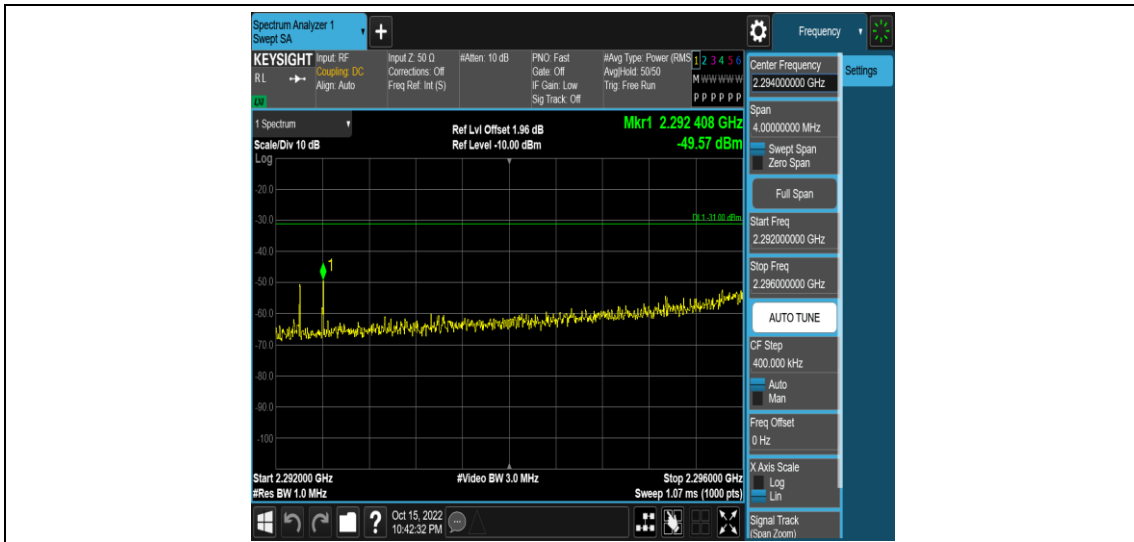 Spectrum Analyzer 1
Swept SA
+
Frequency
KEYSIGHT
RL
LXI
Input: RF
Coupling: DC
Align: Auto
Input Z: 50 Ω
Corrections: Off
Freq Ref: Int (S)
#Atten: 10 dB
PNO: Fast
Gate: Off
IF Gain: Low
Sig Track: Off
#Avg Type: Power (RMS
Avg|Hold: 50/50
Trig: Free Run
1 2 3 4 5 6
M W W W W W
P P P P P P
Center Frequency
2.294000000 GHz
Settings
Span
4.00000000 MHz
Swept Span
Zero Span
Full Span
Start Freq
2.292000000 GHz
Stop Freq
2.296000000 GHz
AUTO TUNE
CF Step
400.000 kHz
Auto
Man
Freq Offset
0 Hz
X Axis Scale
Log
Lin
Signal Track
(Span Zoom)
1 Spectrum
Scale/Div 10 dB
Ref Lvl Offset 1.96 dB
Ref Level -10.00 dBm
Mkr1 2.292 408 GHz
-49.57 dBm
Log
-20.0
-30.0
DL1 -31.00 dBm
-40.0
1
-50.0
-60.0
-70.0
-80.0
-90.0
-100
Start 2.292000 GHz
#Res BW 1.0 MHz
#Video BW 3.0 MHz
Stop 2.296000 GHz
Sweep 1.07 ms (1000 pts)
?
Oct 15, 2022
10:42:32 PM